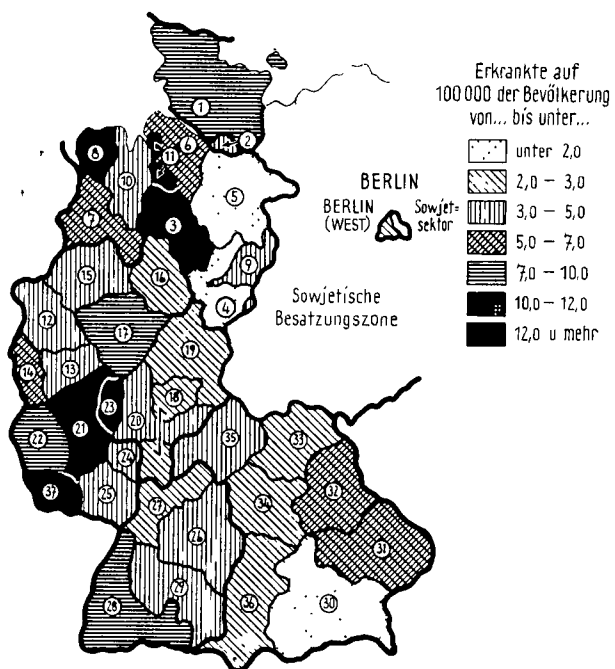 Erkrankte auf
100 000 der Bevölkerung
von... bis unter...
unter 2,0
2,0 – 3,0
3,0 – 5,0
5,0 – 7,0
7,0 – 10,0
10,0 – 12,0
12,0 u mehr
BERLIN
BERLIN
(WEST)
Sowjet-
sektor
Sowjetische
Besatzungszone
1
2
6
8
11
10
5
3
7
9
15
16
4
12
17
19
14
13
18
23
20
21
35
33
22
24
32
37
25
27
34
31
26
29
28
36
30